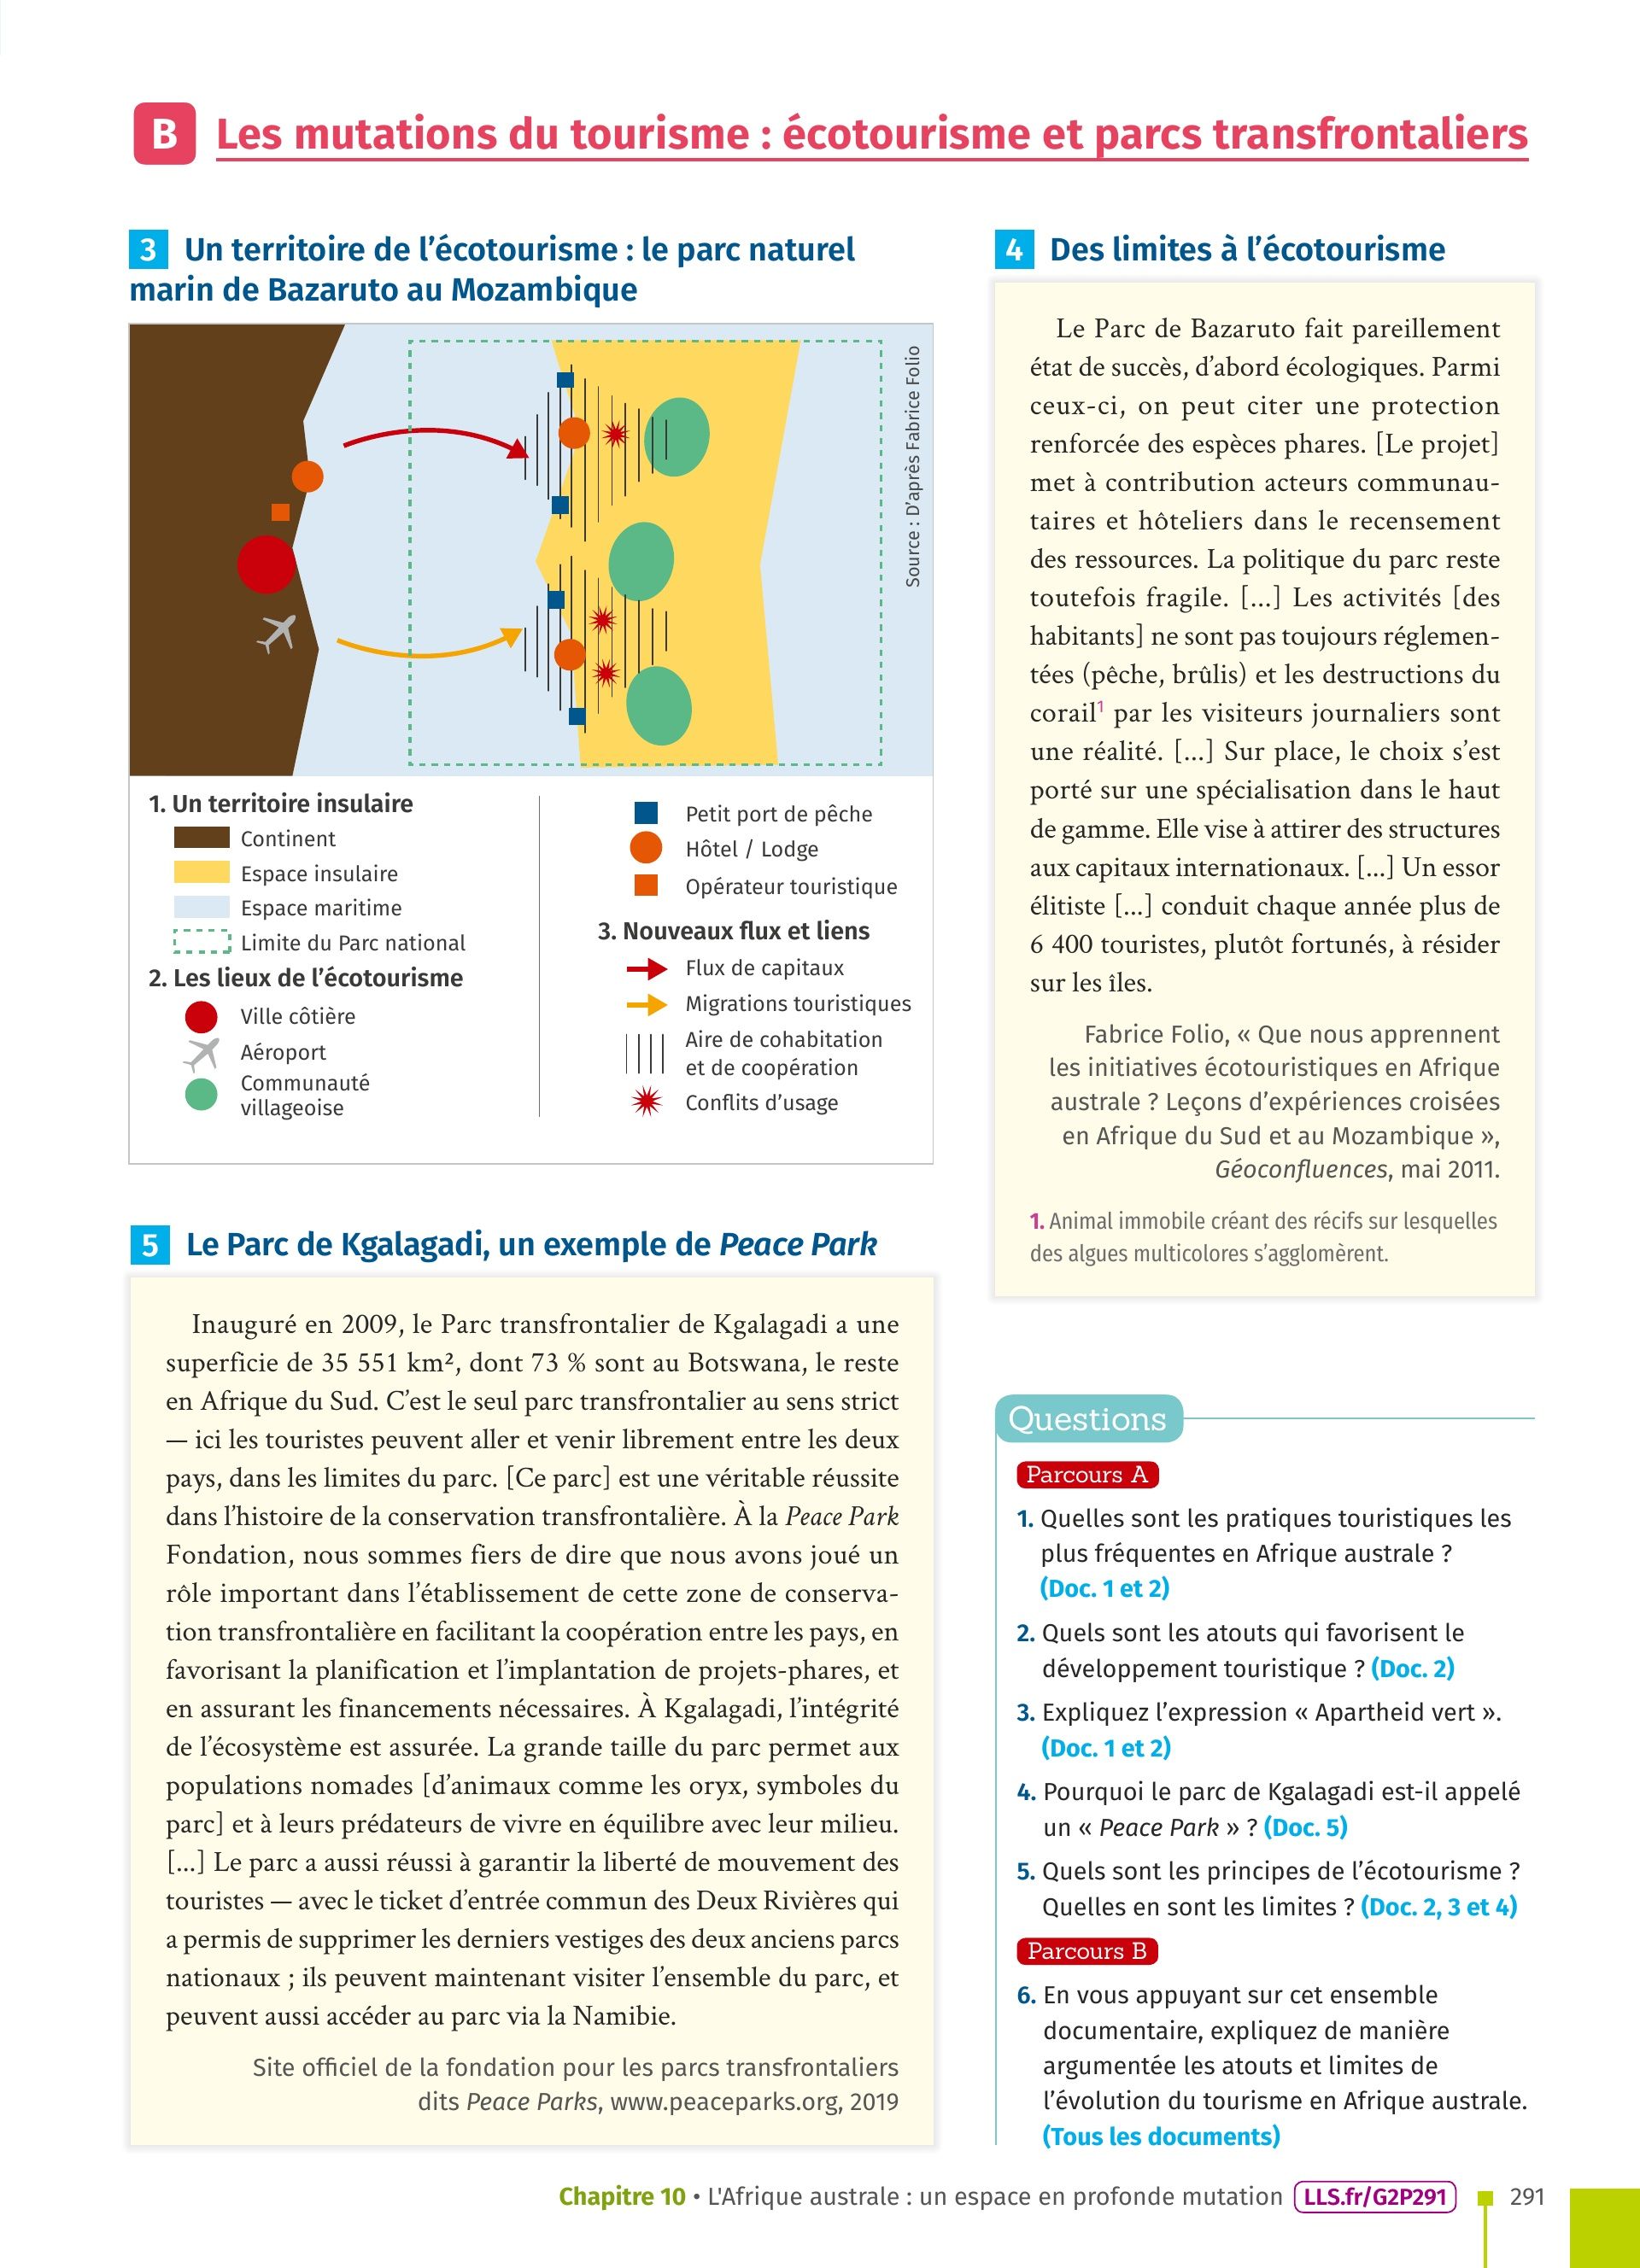 B Les mutations du tourisme : écotourisme et parcs transfrontaliers
3 Un territoire de l’écotourisme : le parc naturel
marin de Bazaruto au Mozambique
Source : D’après Fabrice Folio
1. Un territoire insulaire
Continent
Espace insulaire
Espace maritime
Limite du Parc national
2. Les lieux de l’écotourisme
Ville côtière
Aéroport
Communauté
villageoise
Petit port de pêche
Hôtel / Lodge
Opérateur touristique
3. Nouveaux flux et liens
Flux de capitaux
Migrations touristiques
Aire de cohabitation
et de coopération
Conflits d’usage
4 Des limites à l’écotourisme
Le Parc de Bazaruto fait pareillement
état de succès, d’abord écologiques. Parmi
ceux-ci, on peut citer une protection
renforcée des espèces phares. [Le projet]
met à contribution acteurs communau-
taires et hôteliers dans le recensement
des ressources. La politique du parc reste
toutefois fragile. [...] Les activités [des
habitants] ne sont pas toujours réglemen-
tées (pêche, brûlis) et les destructions du
corail1 par les visiteurs journaliers sont
une réalité. [...] Sur place, le choix s’est
porté sur une spécialisation dans le haut
de gamme. Elle vise à attirer des structures
aux capitaux internationaux. [...] Un essor
élitiste [...] conduit chaque année plus de
6 400 touristes, plutôt fortunés, à résider
sur les îles.
Fabrice Folio, « Que nous apprennent
les initiatives écotouristiques en Afrique
australe ? Leçons d’expériences croisées
en Afrique du Sud et au Mozambique »,
Géoconfluences, mai 2011.
1. Animal immobile créant des récifs sur lesquelles
des algues multicolores s’agglomèrent.
5 Le Parc de Kgalagadi, un exemple de Peace Park
Inauguré en 2009, le Parc transfrontalier de Kgalagadi a une
superficie de 35 551 km², dont 73 % sont au Botswana, le reste
en Afrique du Sud. C’est le seul parc transfrontalier au sens strict
— ici les touristes peuvent aller et venir librement entre les deux
pays, dans les limites du parc. [Ce parc] est une véritable réussite
dans l’histoire de la conservation transfrontalière. À la Peace Park
Fondation, nous sommes fiers de dire que nous avons joué un
rôle important dans l’établissement de cette zone de conserva-
tion transfrontalière en facilitant la coopération entre les pays, en
favorisant la planification et l’implantation de projets-phares, et
en assurant les financements nécessaires. À Kgalagadi, l’intégrité
de l’écosystème est assurée. La grande taille du parc permet aux
populations nomades [d’animaux comme les oryx, symboles du
parc] et à leurs prédateurs de vivre en équilibre avec leur milieu.
[...] Le parc a aussi réussi à garantir la liberté de mouvement des
touristes — avec le ticket d’entrée commun des Deux Rivières qui
a permis de supprimer les derniers vestiges des deux anciens parcs
nationaux ; ils peuvent maintenant visiter l’ensemble du parc, et
peuvent aussi accéder au parc via la Namibie.
Site officiel de la fondation pour les parcs transfrontaliers
dits Peace Parks, www.peaceparks.org, 2019
Questions
Parcours A
1. Quelles sont les pratiques touristiques les
plus fréquentes en Afrique australe ?
(Doc. 1 et 2)
2. Quels sont les atouts qui favorisent le
développement touristique ? (Doc. 2)
3. Expliquez l’expression « Apartheid vert ».
(Doc. 1 et 2)
4. Pourquoi le parc de Kgalagadi est-il appelé
un « Peace Park » ? (Doc. 5)
5. Quels sont les principes de l’écotourisme ?
Quelles en sont les limites ? (Doc. 2, 3 et 4)
Parcours B
6. En vous appuyant sur cet ensemble
documentaire, expliquez de manière
argumentée les atouts et limites de
l’évolution du tourisme en Afrique australe.
(Tous les documents)
Chapitre 10 • L'Afrique australe : un espace en profonde mutation LLS.fr/G2P291 291